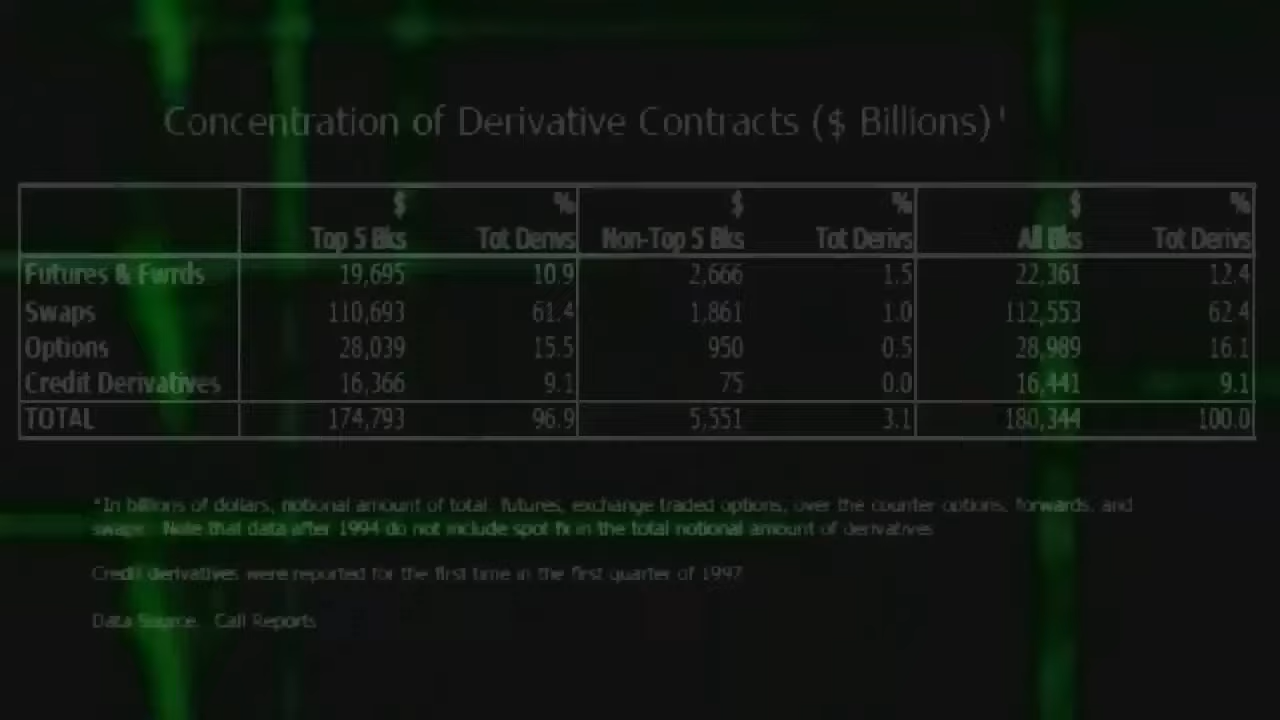 Concentration of Derivative Contracts ($ Billions)*
$ % $ % $ %
Top 5 Bks Tot Derivs Non-Top 5 Bks Tot Derivs All Bks Tot Derivs
Futures & Fwrds 19,695 10.9 2,666 1.5 22,361 12.4
Swaps 110,693 61.4 1,861 1.0 112,553 62.4
Options 28,039 15.5 950 0.5 28,989 16.1
Credit Derivatives 16,366 9.1 75 0.0 16,441 9.1
TOTAL 174,793 96.9 5,551 3.1 180,344 100.0
*In billions of dollars, notional amount of total: futures, exchange traded options, over the counter options, forwards, and
swaps. Note that data after 1994 do not include spot fx in the total notional amount of derivatives
Credit derivatives were reported for the first time in the first quarter of 1997
Data Source: Call Reports